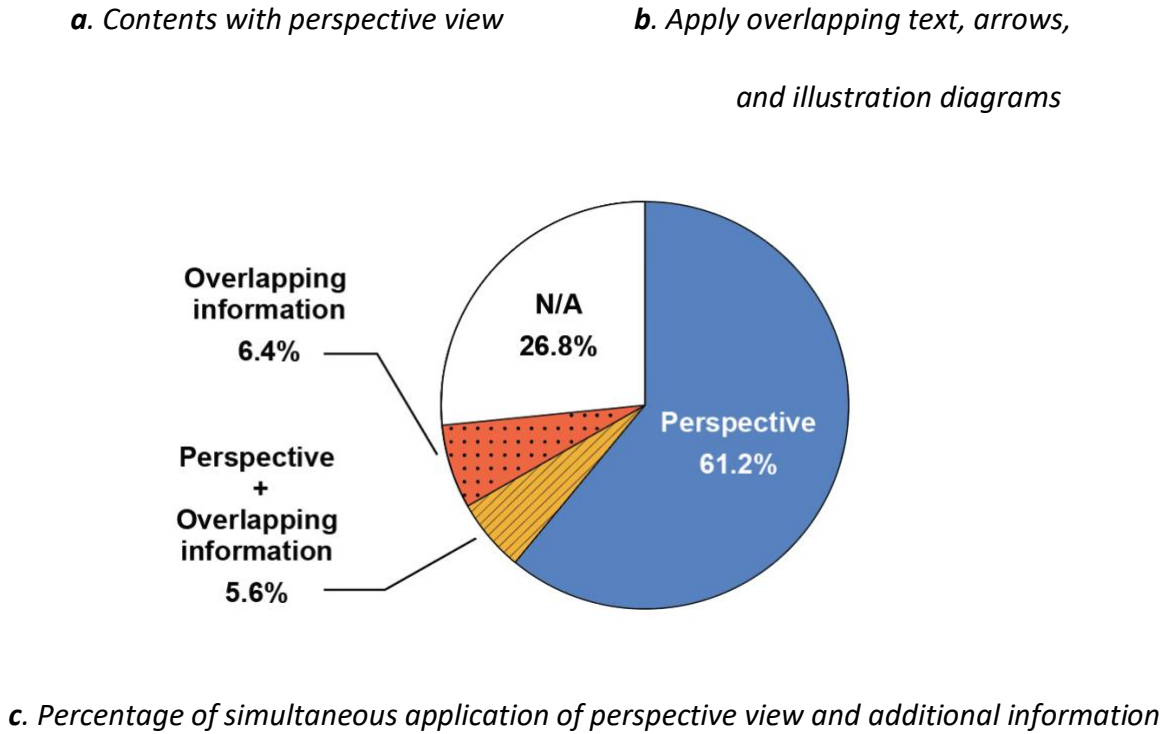 a. Contents with perspective view
b. Apply overlapping text, arrows,
and illustration diagrams
Overlapping
information
6.4%
N/A
26.8%
Perspective
61.2%
Perspective
+
Overlapping
information
5.6%
c. Percentage of simultaneous application of perspective view and additional information